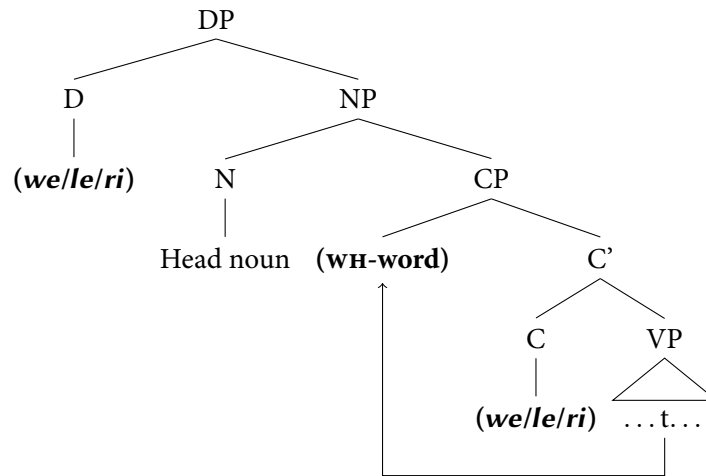 DP
D NP
(we/le/ri) N CP
Head noun (WH-word) C’
C VP
(we/le/ri) …t…